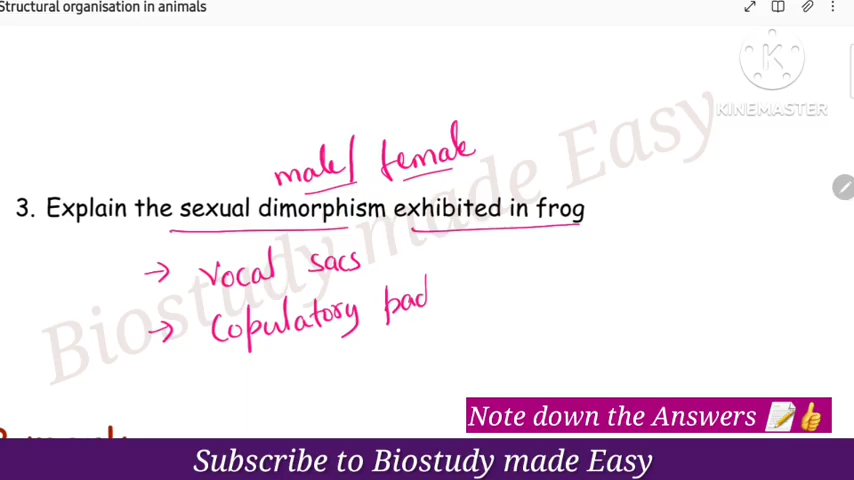 Structural organisation in animals
KINEMASTER
male/ female
3. Explain the sexual dimorphism exhibited in frog
→ vocal sacs
→ Copulatory pad
Biostudy made Easy
Note down the Answers 📝👍
Subscribe to Biostudy made Easy